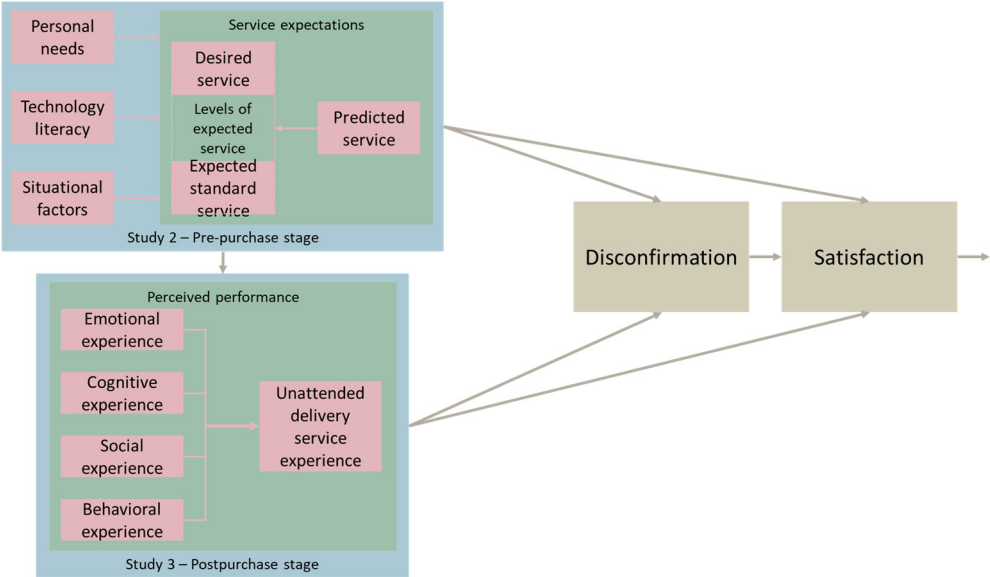 Personal
needs
Technology
literacy
Situational
factors
Service expectations
Desired
service
Levels of
expected
service
Expected
standard
service
Predicted
service
Study 2 – Pre-purchase stage
Perceived performance
Emotional
experience
Cognitive
experience
Social
experience
Behavioral
experience
Unattended
delivery
service
experience
Study 3 – Postpurchase stage
Disconfirmation
Satisfaction